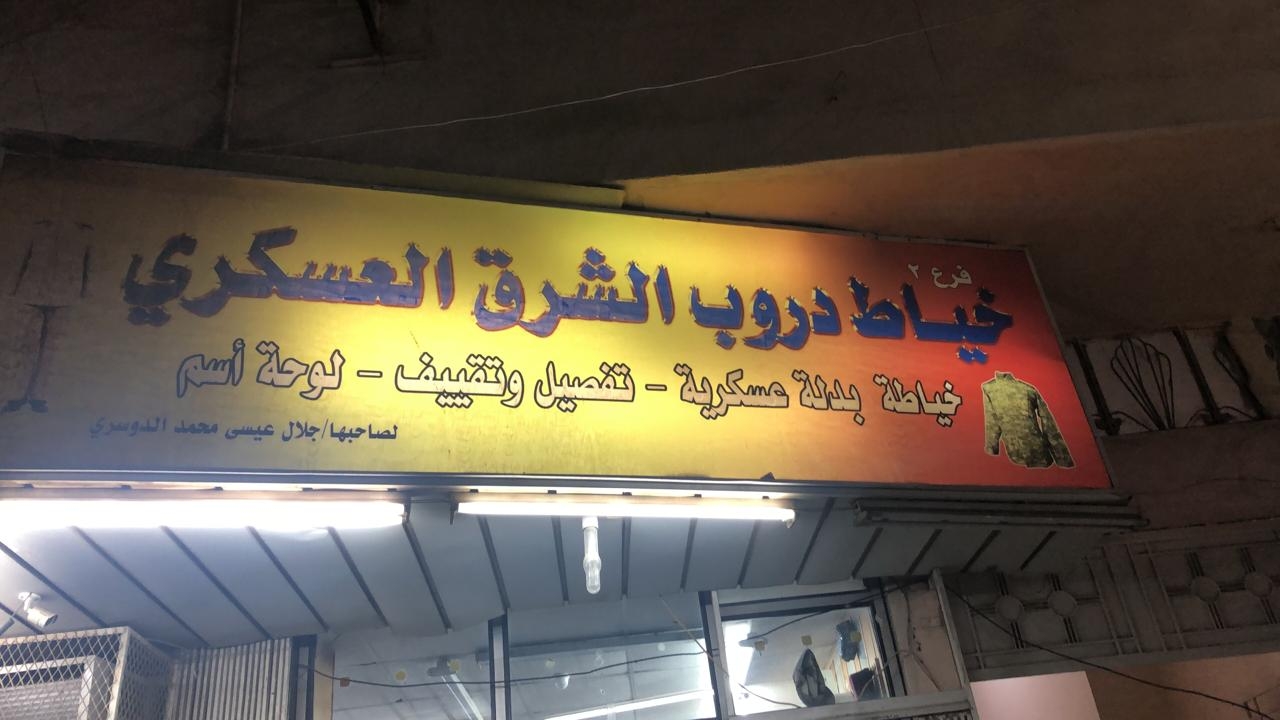 فرع ٢
خياط دروب الشرق العسكري
خياطة بدلة عسكرية - تفصيل وتقييف - لوحة أسم
لصاحبها/جلال عيسى محمد الدوسري